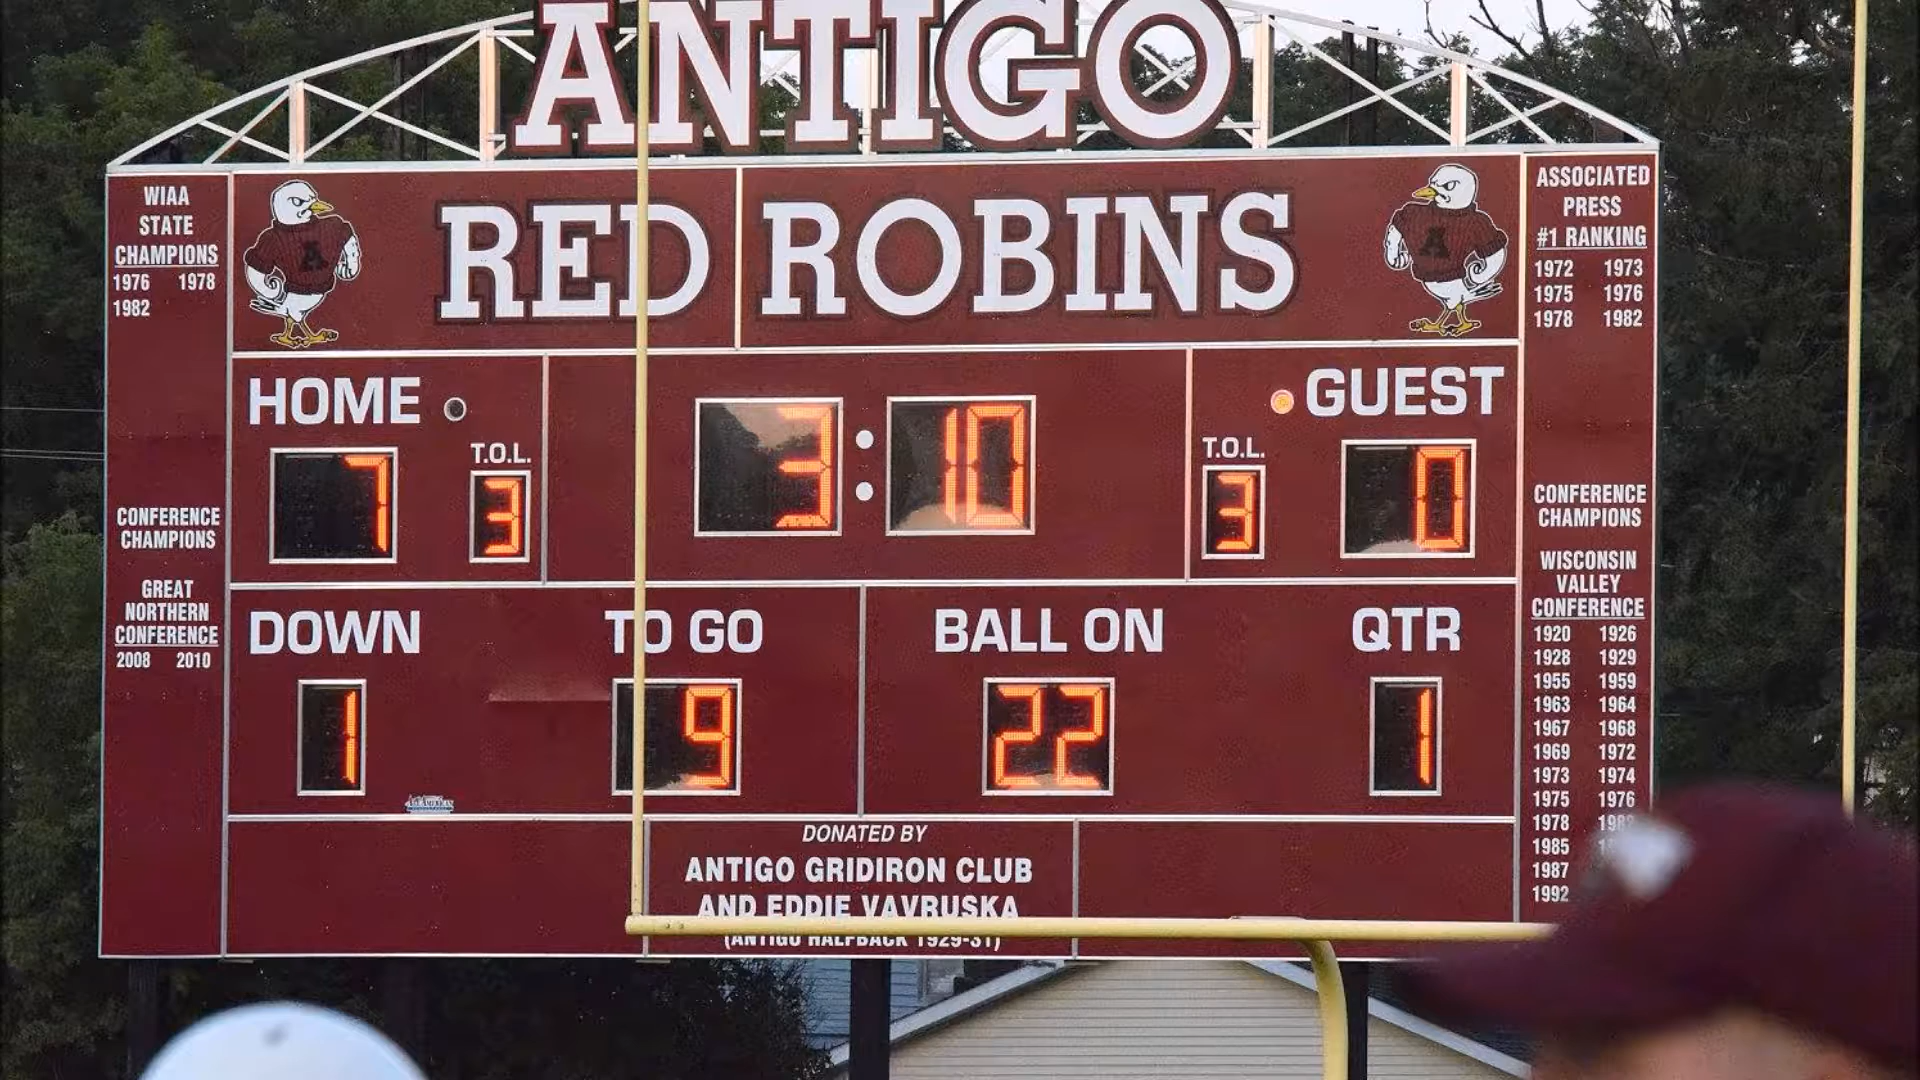 ANTIGO
RED ROBINS
WIAA
STATE
CHAMPIONS
1976 1978
1982
CONFERENCE
CHAMPIONS
GREAT
NORTHERN
CONFERENCE
2008 2010
A
A
HOME
7
T.O.L.
3
3:10
T.O.L.
3
GUEST
0
DOWN
1
TO GO
9
BALL ON
22
QTR
1
DONATED BY
ANTIGO GRIDIRON CLUB
AND EDDIE VAVRUSKA
(ANTIGO HALFBACK 1929-31)
ASSOCIATED
PRESS
#1 RANKING
1972 1973
1975 1976
1978 1982
CONFERENCE
CHAMPIONS
WISCONSIN
VALLEY
CONFERENCE
1920 1926
1928 1929
1955 1959
1963 1964
1967 1968
1969 1972
1973 1974
1975 1976
1978
1985
1987
1992